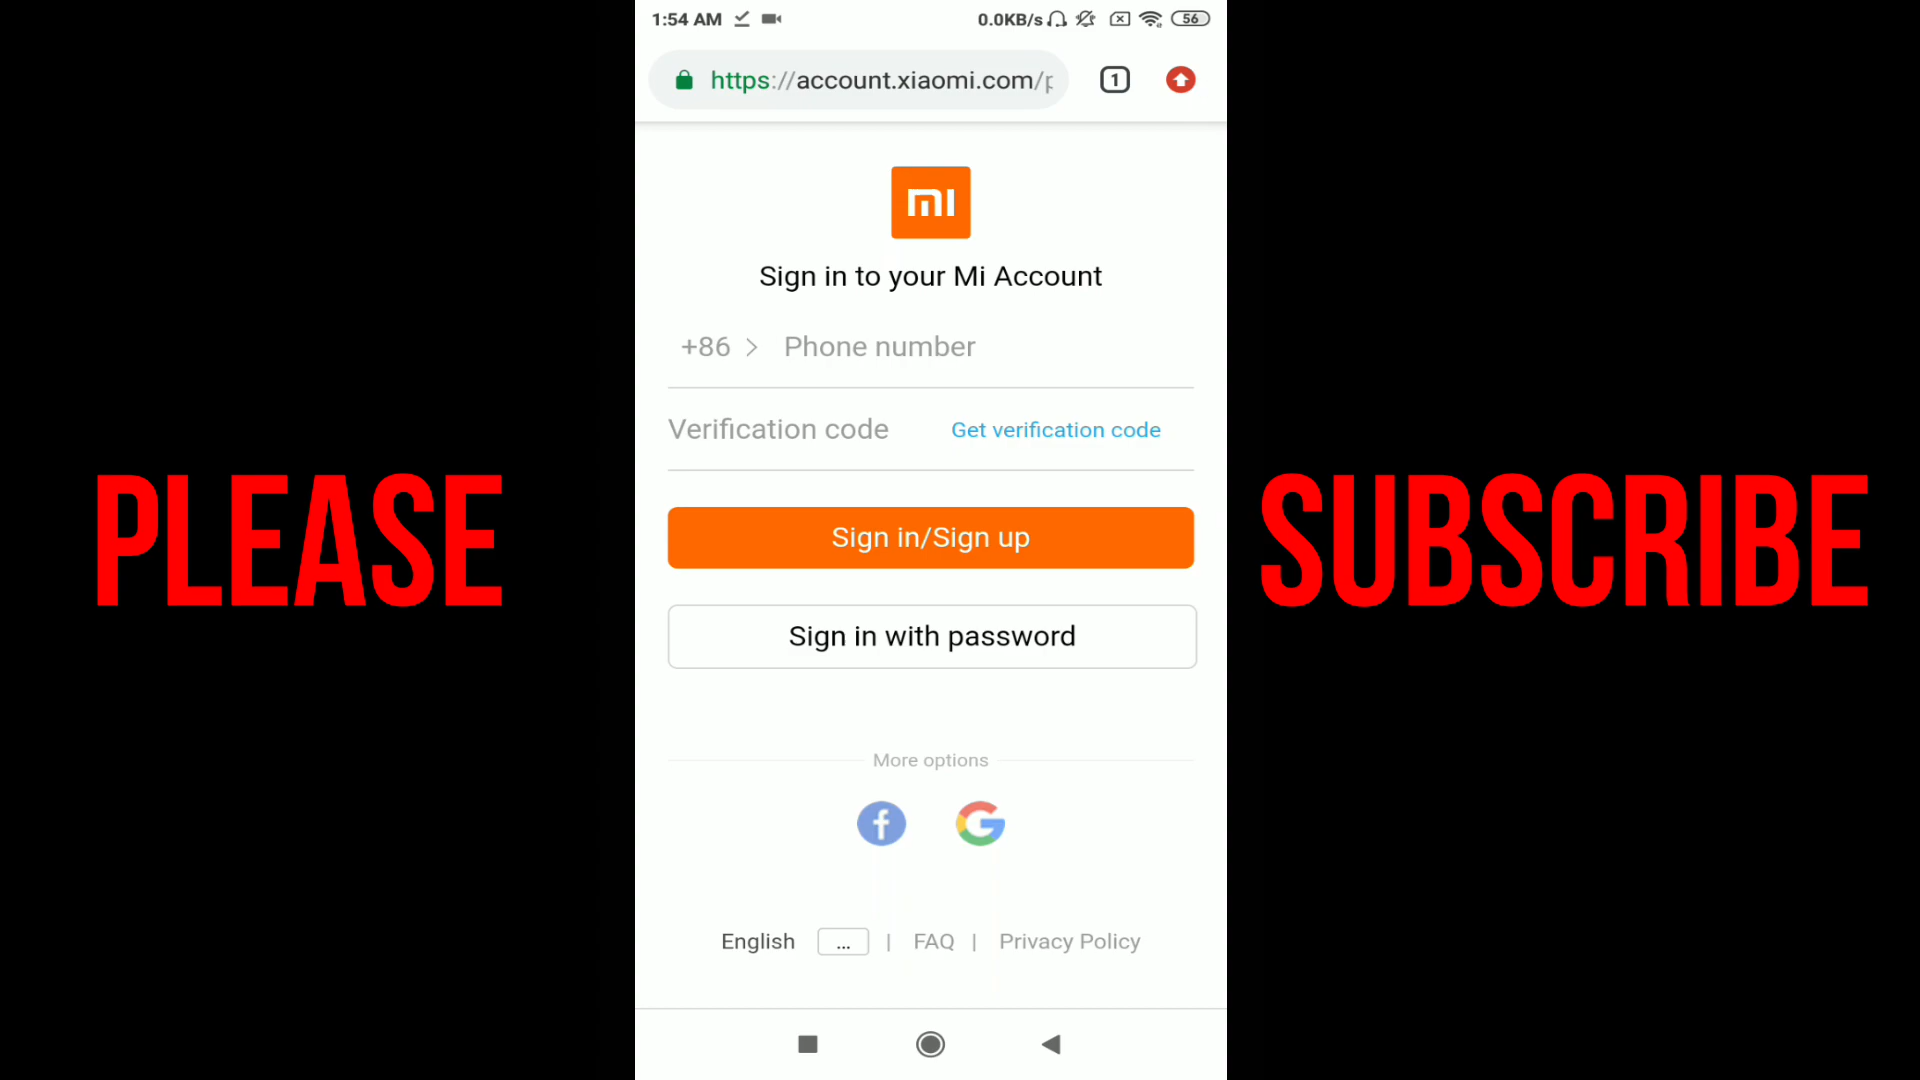 1:54 AM 0.0KB/s 56
https://account.xiaomi.com/p
1
mi
Sign in to your Mi Account
+86 > Phone number
Verification code Get verification code
PLEASE
SUBSCRIBE
Sign in/Sign up
Sign in with password
More options
f G
English ... | FAQ | Privacy Policy